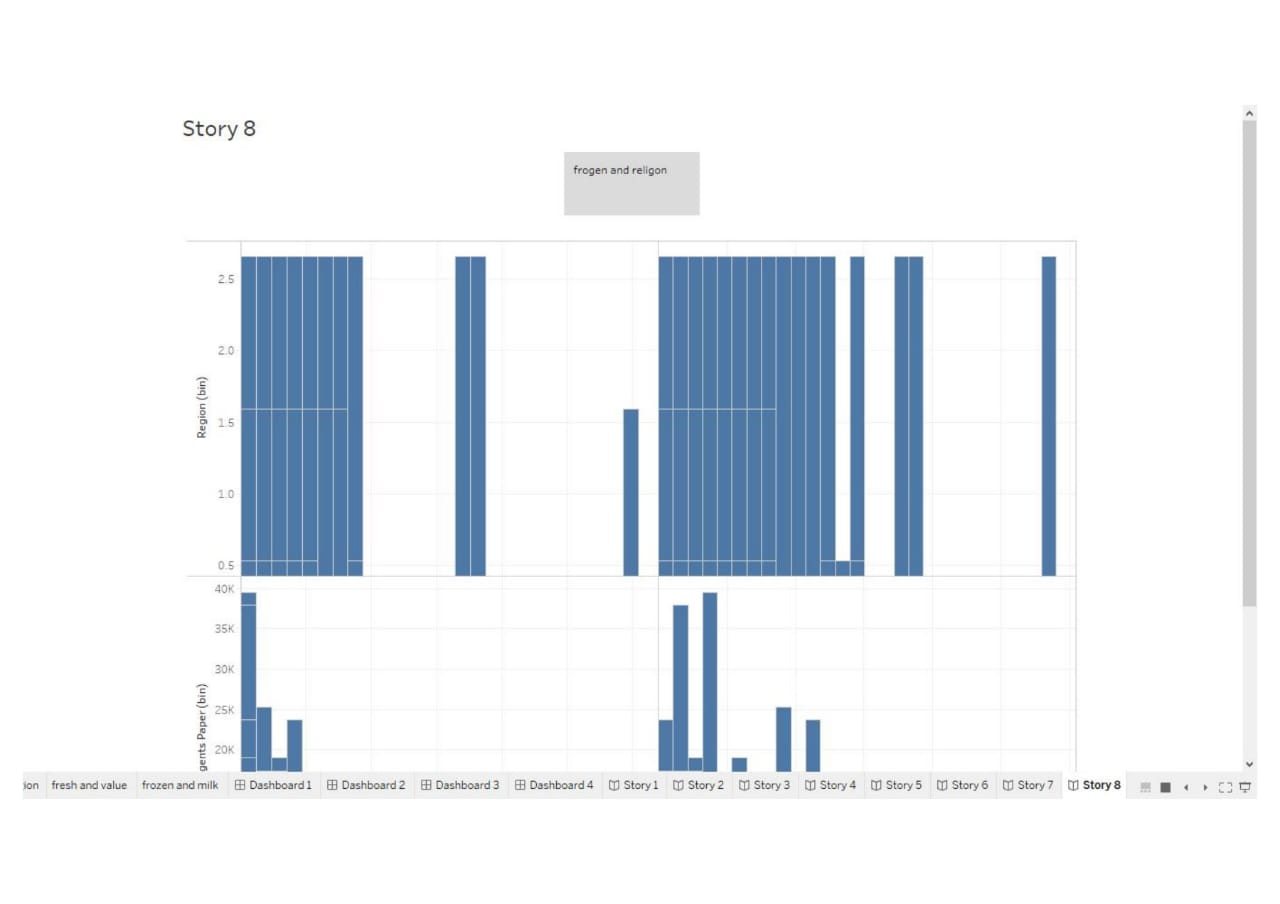 Story 8
frogen and religon
2.5
2.0
1.5
1.0
0.5
Region (bin)
40K
35K
30K
25K
20K
gents Paper (bin)
ion fresh and value frozen and milk Dashboard 1 Dashboard 2 Dashboard 3 Dashboard 4 Story 1 Story 2 Story 3 Story 4 Story 5 Story 6 Story 7 Story 8